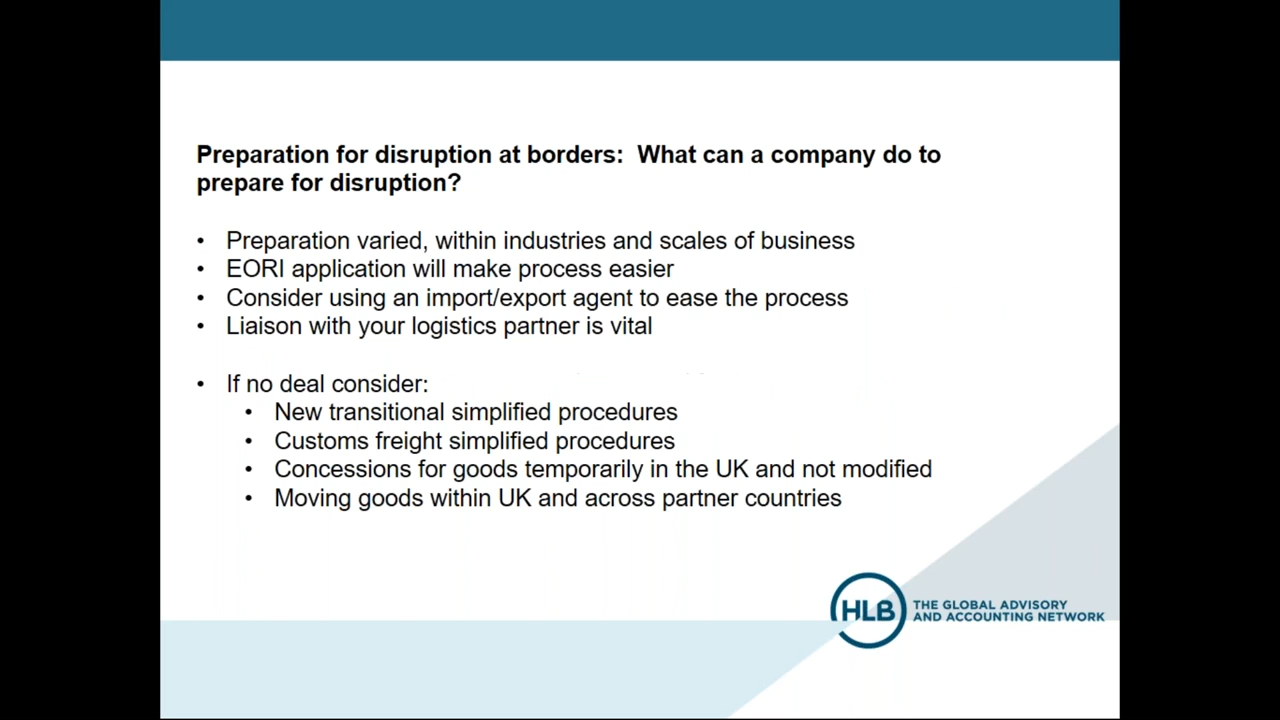 Preparation for disruption at borders:  What can a company do to
prepare for disruption?
• Preparation varied, within industries and scales of business
• EORI application will make process easier
• Consider using an import/export agent to ease the process
• Liaison with your logistics partner is vital
• If no deal consider:
• New transitional simplified procedures
• Customs freight simplified procedures
• Concessions for goods temporarily in the UK and not modified
• Moving goods within UK and across partner countries
HLB
THE GLOBAL ADVISORY
AND ACCOUNTING NETWORK